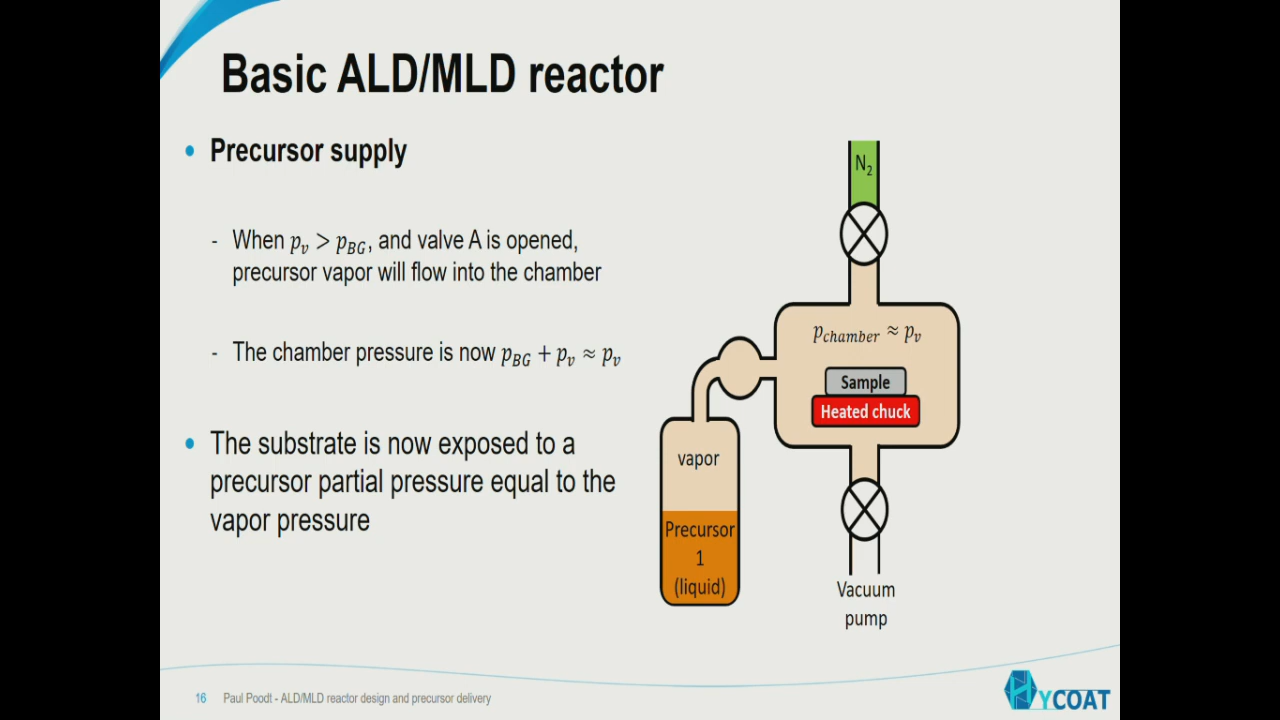 Basic ALD/MLD reactor
• Precursor supply
- When p_v > p_BG, and valve A is opened,
precursor vapor will flow into the chamber
- The chamber pressure is now p_BG + p_v ≈ p_v
• The substrate is now exposed to a
precursor partial pressure equal to the
vapor pressure
N₂
p_chamber ≈ p_v
Sample
Heated chuck
vapor
Precursor
1
(liquid)
Vacuum
pump
16 Paul Poodt - ALD/MLD reactor design and precursor delivery
HYCOAT